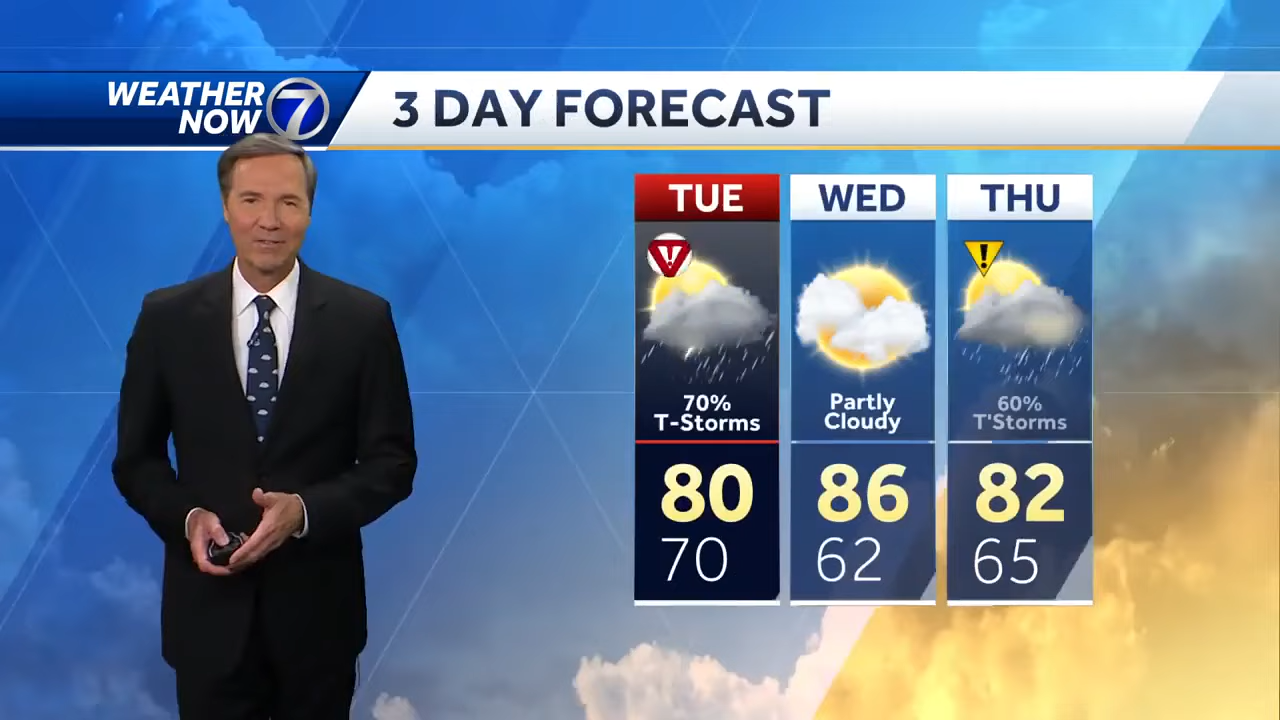 WEATHER
NOW 7
3 DAY FORECAST
TUE
!
70%
T-Storms
80
70
WED
Partly
Cloudy
86
62
THU
!
60%
T'Storms
82
65